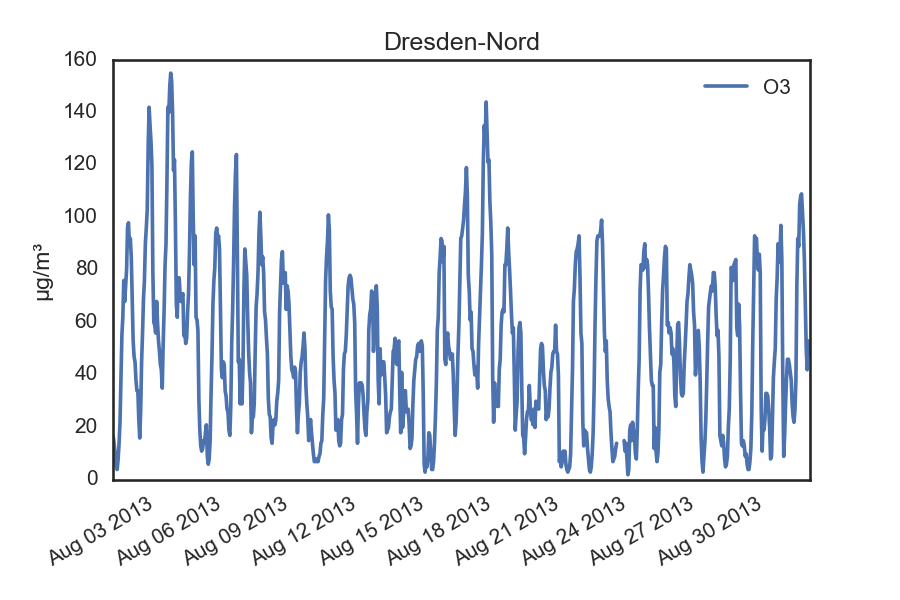 Dresden-Nord
160
140
120
100
80
60
40
20
0
µg/m³
O3
Aug 03 2013
Aug 06 2013
Aug 09 2013
Aug 12 2013
Aug 15 2013
Aug 18 2013
Aug 21 2013
Aug 24 2013
Aug 27 2013
Aug 30 2013